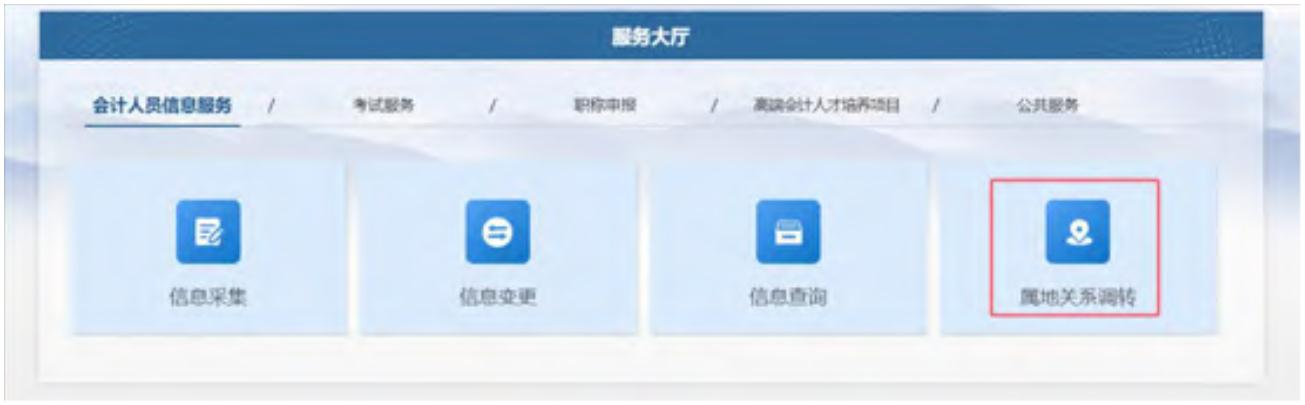 服务大厅
会计人员信息服务 / 考试服务 / 职称申报 / 高端会计人才培养项目 / 公共服务
信息采集 信息变更 信息查询 属地关系调转